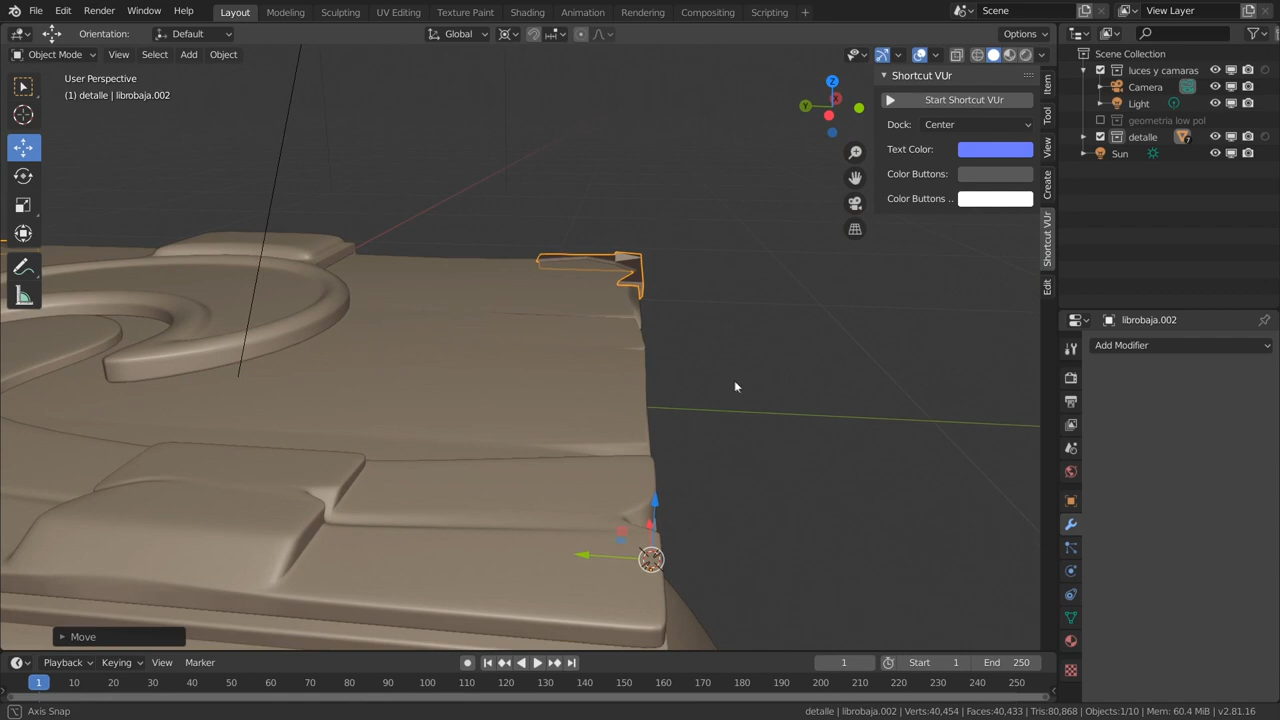 File Edit Render Window Help Layout Modeling Sculpting UV Editing Texture Paint Shading Animation Rendering Compositing Scripting + Scene View Layer
Orientation: Default Global Options
Object Mode View Select Add Object
User Perspective
(1) detalle | librobaja.002
Z
Y
X
Shortcut VUr
Start Shortcut VUr
Dock: Center
Text Color:
Color Buttons:
Color Buttons ..
Item
Tool
View
Create
Shortcut VUr
Edit
Scene Collection
luces y camaras
Camera
Light
geometria low pol
detalle
7
Sun
librobaja.002
Add Modifier
Move
Playback Keying View Marker 1 Start 1 End 250
1 10 20 30 40 50 60 70 80 90 100 110 120 130 140 150 160 170 180 190 200 210 220 230 240 250
Axis Snap detalle | librobaja.002 | Verts:40,454 | Faces:40,433 | Tris:80,868 | Objects:1/10 | Mem: 60.4 MiB | v2.81.16